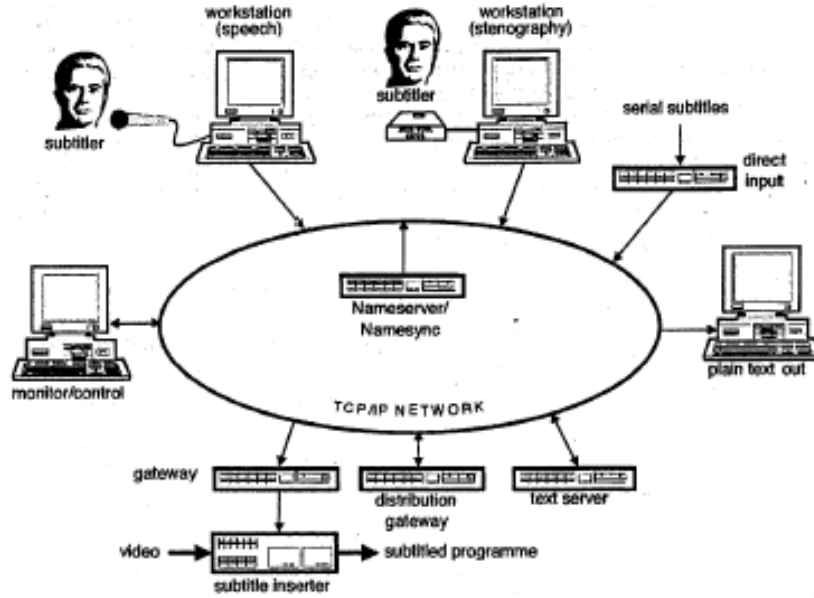 workstation
(speech)
workstation
(stenography)
subtitler
subtitler
serial subtitles
direct
input
Nameserver/
Namesync
monitor/control
plain text out
TCP/IP NETWORK
gateway
distribution
gateway
text server
video
subtitled programme
subtitle inserter